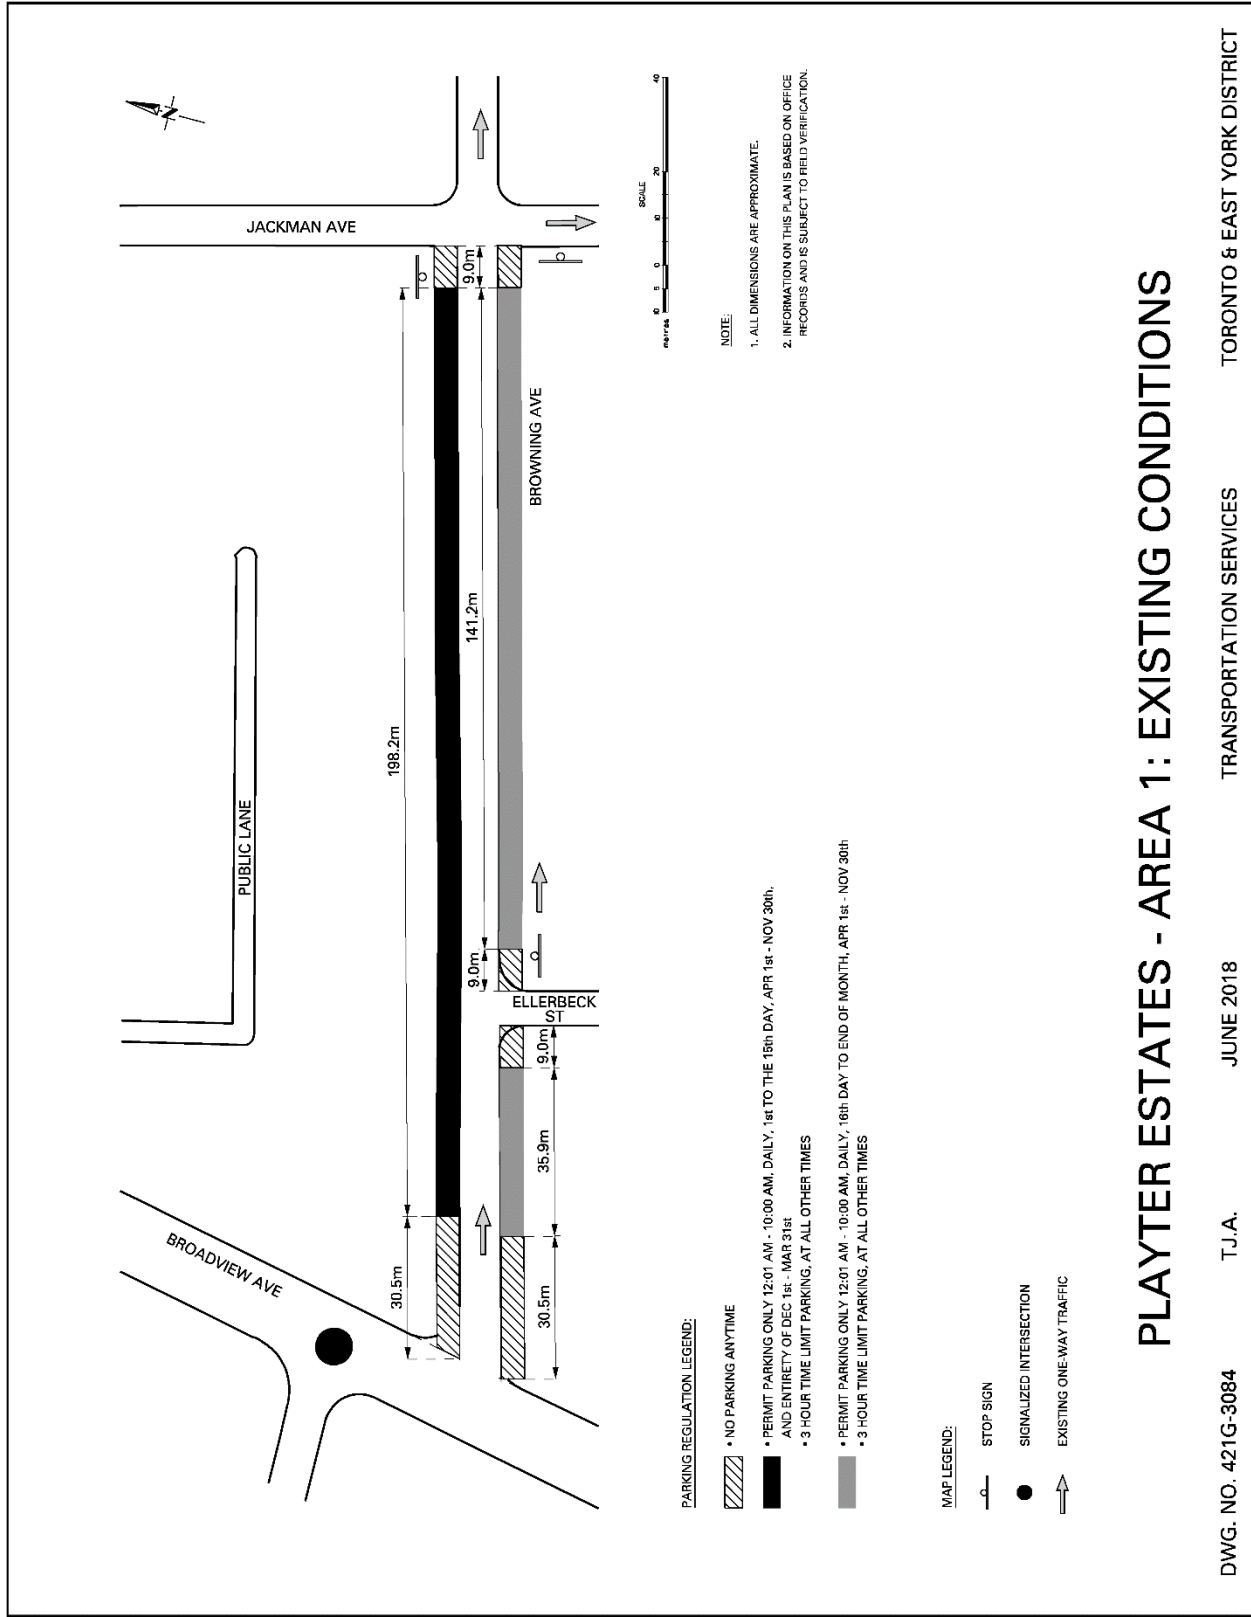 JACKMAN AVE
PUBLIC LANE
BROADVIEW AVE
BROWNING AVE
ELLERBECK
ST
N
198.2m
30.5m
9.0m
141.2m
9.0m
9.0m
35.9m
30.5m
SCALE
metres 10 5 0 10 20 40
NOTE:
1. ALL DIMENSIONS ARE APPROXIMATE.
2. INFORMATION ON THIS PLAN IS BASED ON OFFICE
RECORDS AND IS SUBJECT TO FIELD VERIFICATION.
PARKING REGULATION LEGEND:
• NO PARKING ANYTIME
• PERMIT PARKING ONLY 12:01 AM - 10:00 AM, DAILY, 1st TO THE 15th DAY, APR 1st - NOV 30th,
AND ENTIRETY OF DEC 1st - MAR 31st
• 3 HOUR TIME LIMIT PARKING, AT ALL OTHER TIMES
• PERMIT PARKING ONLY 12:01 AM - 10:00 AM, DAILY, 16th DAY TO END OF MONTH, APR 1st - NOV 30th
• 3 HOUR TIME LIMIT PARKING, AT ALL OTHER TIMES
MAP LEGEND:
STOP SIGN
SIGNALIZED INTERSECTION
EXISTING ONE-WAY TRAFFIC
PLAYTER ESTATES - AREA 1: EXISTING CONDITIONS
DWG. NO. 421G-3084 T.J.A. JUNE 2018 TRANSPORTATION SERVICES TORONTO & EAST YORK DISTRICT